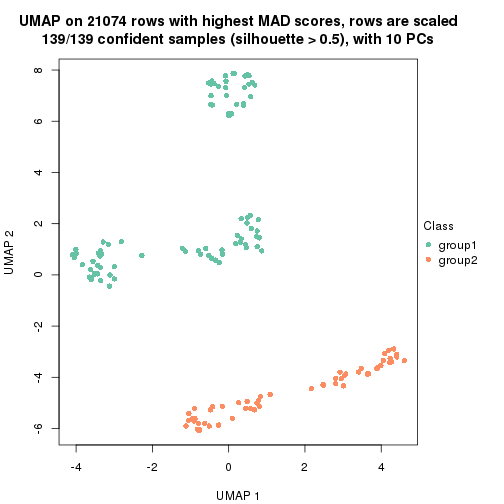 UMAP on 21074 rows with highest MAD scores, rows are scaled
139/139 confident samples (silhouette > 0.5), with 10 PCs
8
6
4
2
0
-2
-4
-6
UMAP 2
-4
-2
0
2
4
UMAP 1
Class
group1
group2